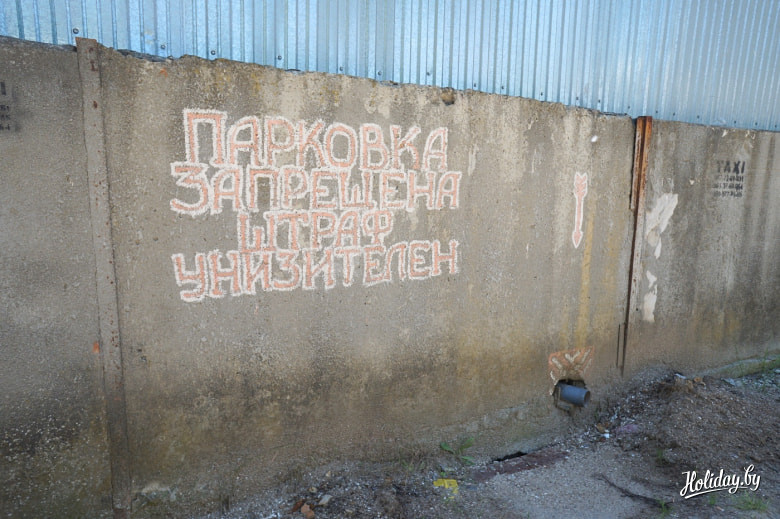 ПАРКОВКА
ЗАПРЕЩЕНА
ШТРАФ
УНИЗИТЕЛЕН
TAXI
Holiday.by